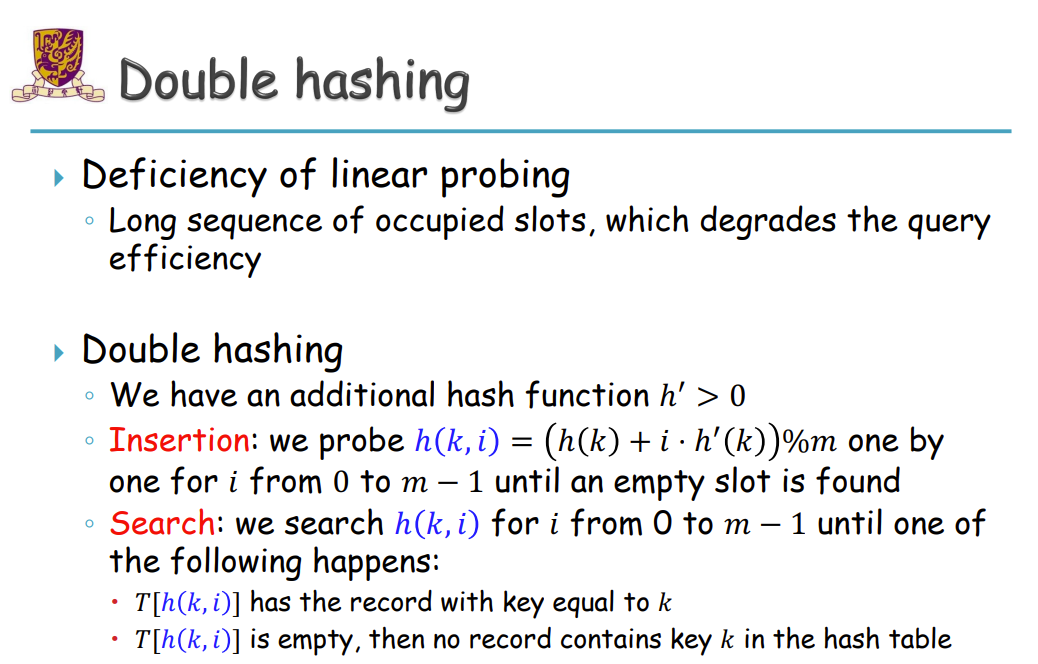 Double hashing
Deficiency of linear probing
Long sequence of occupied slots, which degrades the query
efficiency
Double hashing
We have an additional hash function h′ > 0
Insertion: we probe h(k, i) = (h(k) + i · h′(k))%m one by
one for i from 0 to m − 1 until an empty slot is found
Search: we search h(k, i) for i from 0 to m − 1 until one of
the following happens:
T[h(k, i)] has the record with key equal to k
T[h(k, i)] is empty, then no record contains key k in the hash table